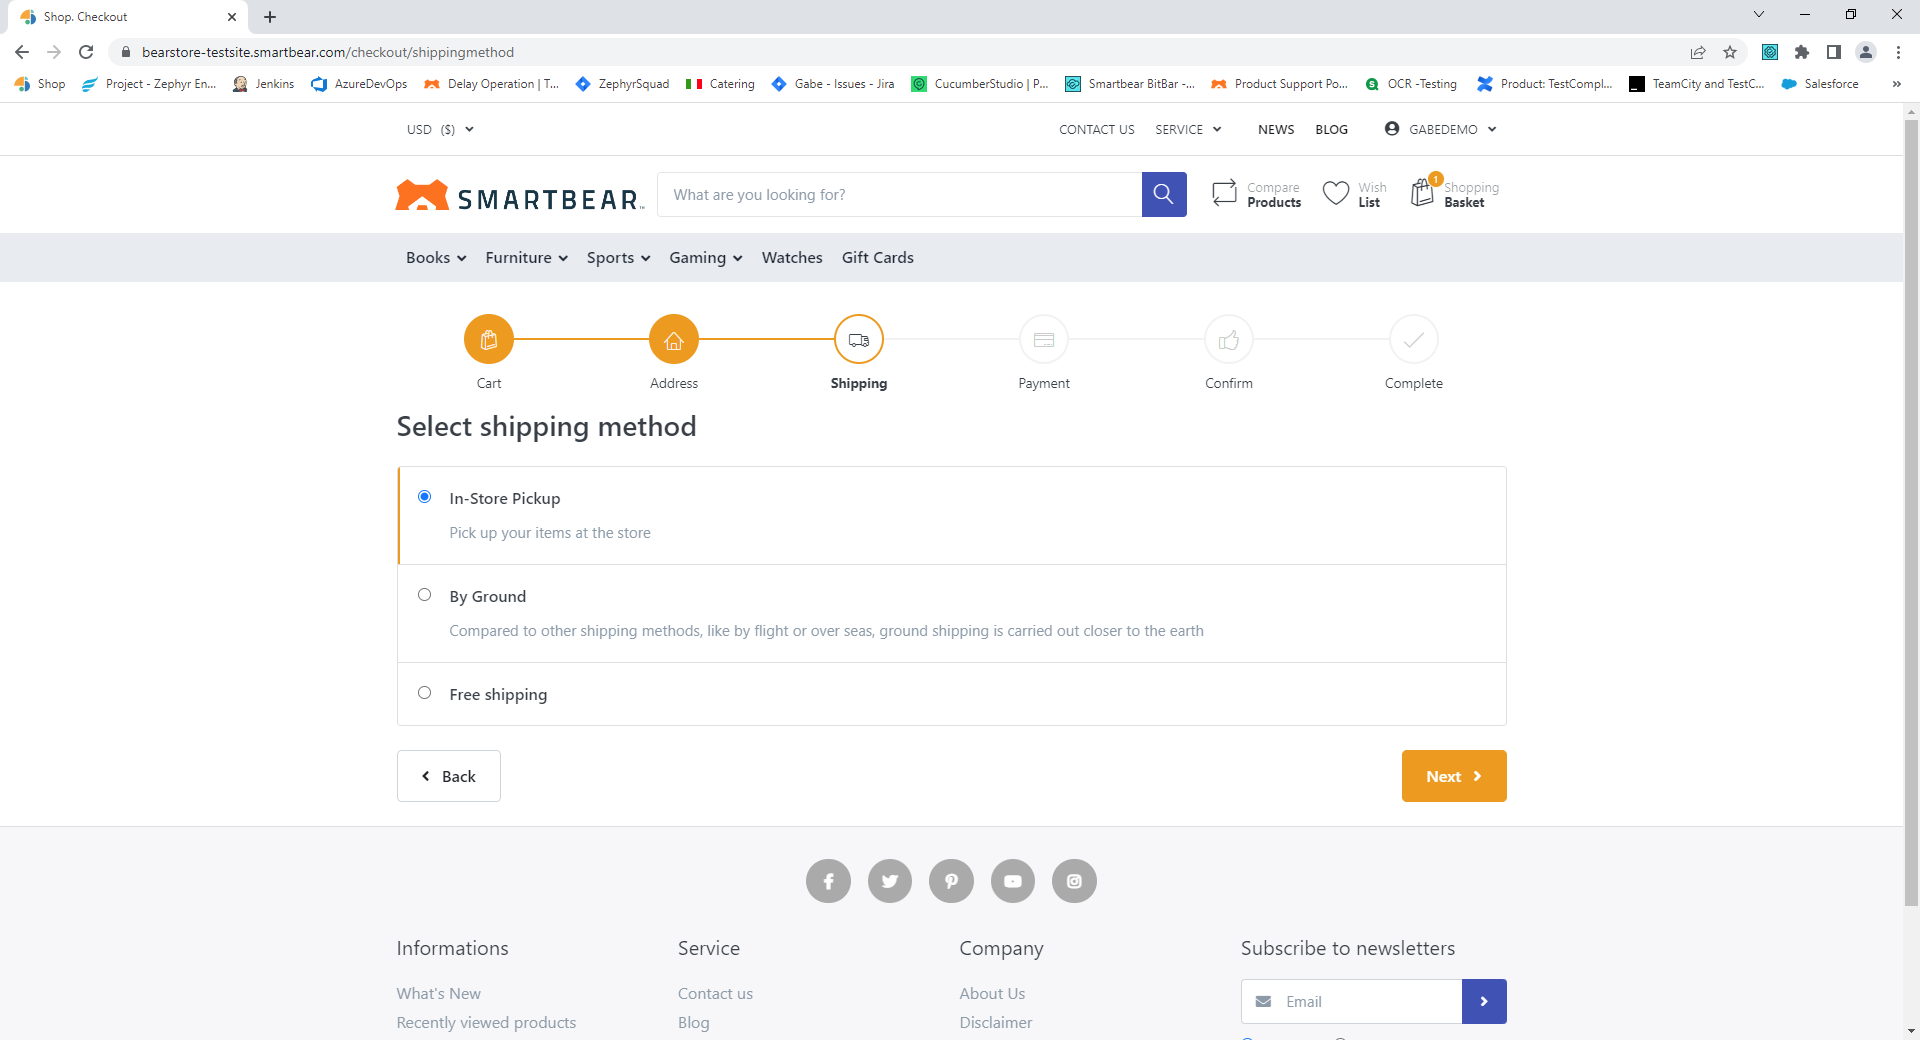 Shop. Checkout
bearstore-testsite.smartbear.com/checkout/shippingmethod
Shop
Project - Zephyr En...
Jenkins
AzureDevOps
Delay Operation | T...
ZephyrSquad
Catering
Gabe - Issues - Jira
CucumberStudio | P...
Smartbear BitBar -...
Product Support Po...
OCR -Testing
Product: TestCompl...
TeamCity and TestC...
Salesforce
USD ($)
CONTACT US
SERVICE
NEWS
BLOG
GABEDEMO
SMARTBEAR
What are you looking for?
Compare
Products
Wish
List
1
Shopping
Basket
Books
Furniture
Sports
Gaming
Watches
Gift Cards
Cart
Address
Shipping
Payment
Confirm
Complete
Select shipping method
In-Store Pickup
Pick up your items at the store
By Ground
Compared to other shipping methods, like by flight or over seas, ground shipping is carried out closer to the earth
Free shipping
Back
Next
Informations
Service
Company
Subscribe to newsletters
What's New
Contact us
About Us
Email
Recently viewed products
Blog
Disclaimer